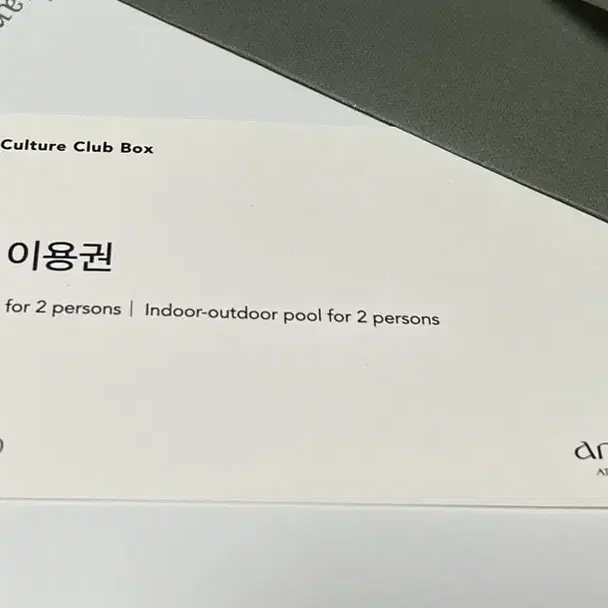 Culture Club Box
이용권
for 2 persons | Indoor-outdoor pool for 2 persons